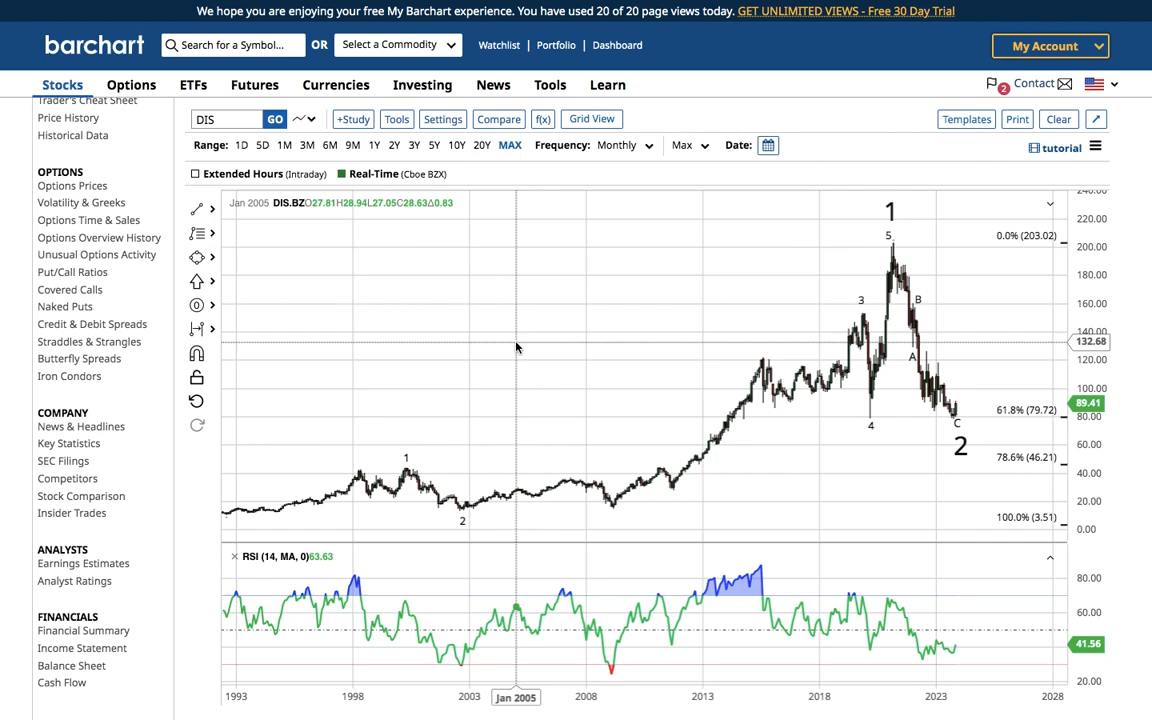 We hope you are enjoying your free My Barchart experience. You have used 20 of 20 page views today. GET UNLIMITED VIEWS - Free 30 Day Trial
barchart Search for a Symbol... OR Select a Commodity Watchlist | Portfolio | Dashboard My Account
Stocks Options ETFs Futures Currencies Investing News Tools Learn 2 Contact
Trader's Cheat Sheet
Price History
Historical Data
OPTIONS
Options Prices
Volatility & Greeks
Options Time & Sales
Options Overview History
Unusual Options Activity
Put/Call Ratios
Covered Calls
Naked Puts
Credit & Debit Spreads
Straddles & Strangles
Butterfly Spreads
Iron Condors
COMPANY
News & Headlines
Key Statistics
SEC Filings
Competitors
Stock Comparison
Insider Trades
ANALYSTS
Earnings Estimates
Analyst Ratings
FINANCIALS
Financial Summary
Income Statement
Balance Sheet
Cash Flow
DIS GO +Study Tools Settings Compare f(x) Grid View Templates Print Clear
Range: 1D 5D 1M 3M 6M 9M 1Y 2Y 3Y 5Y 10Y 20Y MAX Frequency: Monthly Max Date: tutorial
Extended Hours (Intraday) Real-Time (Cboe BZX)
Jan 2005 DIS.BZ O27.81H28.94L27.05C28.63Δ0.83
240.00
1
220.00
5
0.0% (203.02)
200.00
180.00
3
B
160.00
140.00
132.68
A
120.00
100.00
89.41
61.8% (79.72)
80.00
4
C
2
60.00
1
78.6% (46.21)
40.00
20.00
2
100.0% (3.51)
0.00
RSI (14, MA, 0)63.63
80.00
60.00
41.56
20.00
1993 1998 2003 Jan 2005 2008 2013 2018 2023 2028